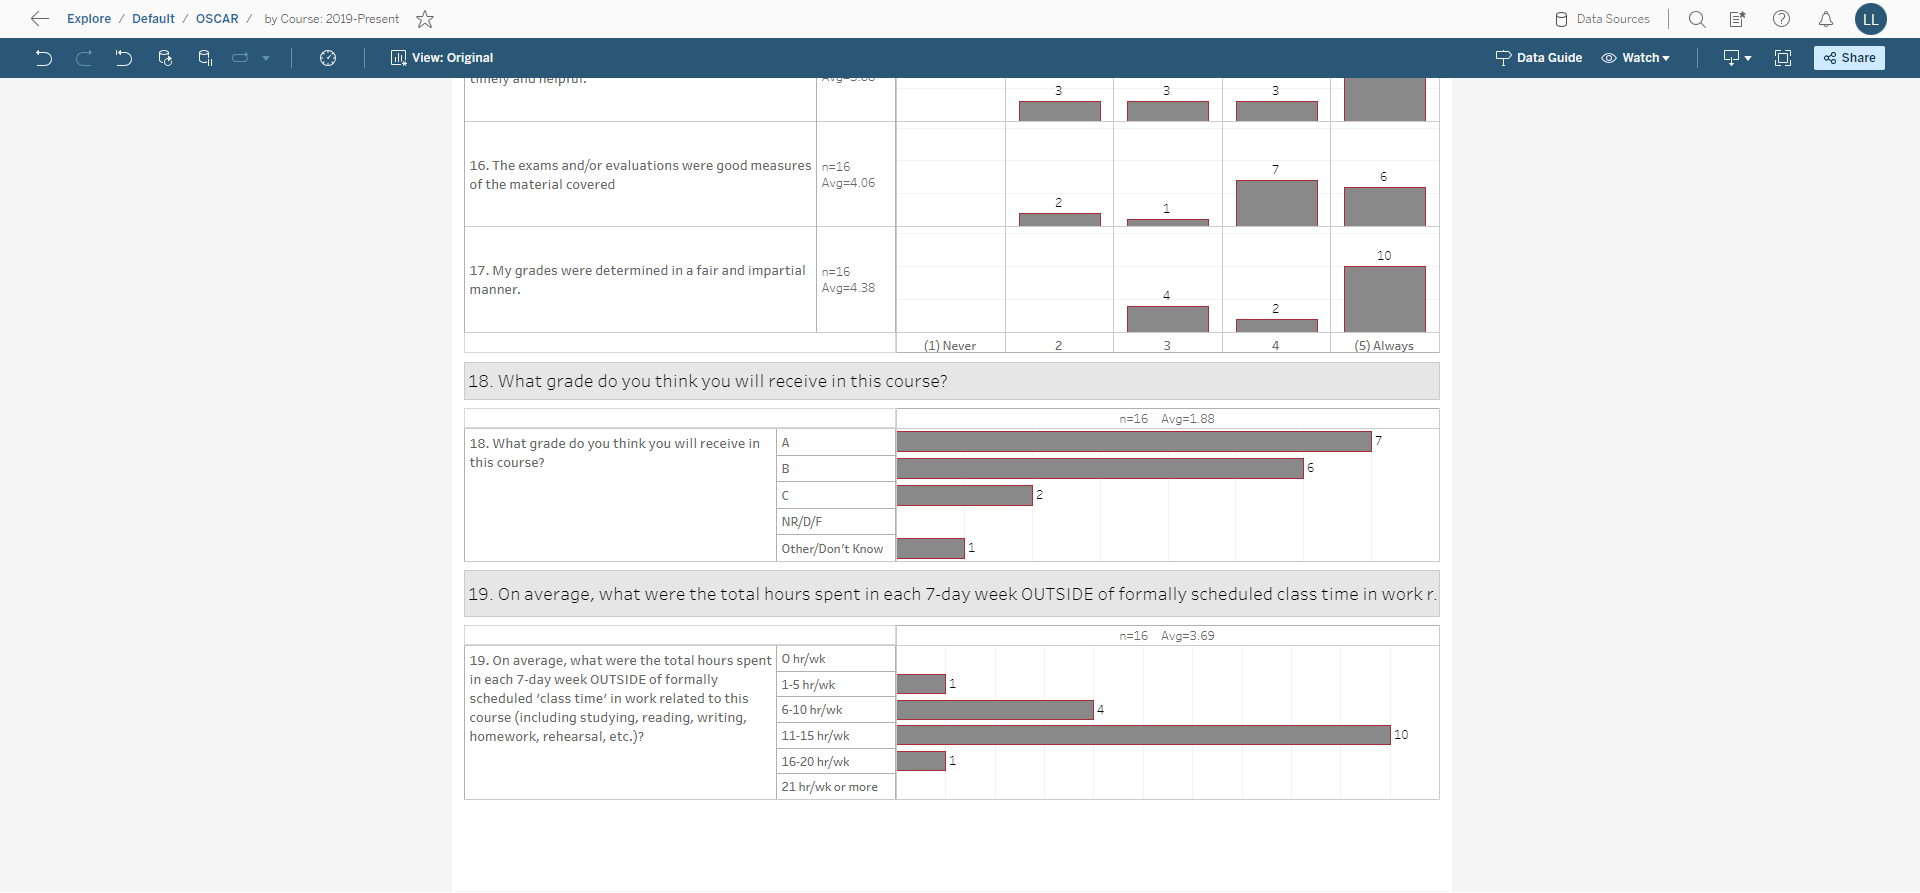 Explore / Default / OSCAR / by Course: 2019-Present
Data Sources
LL
View: Original
Data Guide
Watch
Share
timely and helpful.
3 3 3
16. The exams and/or evaluations were good measures
of the material covered
n=16
Avg=4.06
2 1 7 6
17. My grades were determined in a fair and impartial
manner.
n=16
Avg=4.38
4 2 10
(1) Never 2 3 4 (5) Always
18. What grade do you think you will receive in this course?
n=16 Avg=1.88
18. What grade do you think you will receive in
this course?
A 7
B 6
C 2
NR/D/F
Other/Don't Know 1
19. On average, what were the total hours spent in each 7-day week OUTSIDE of formally scheduled class time in work r.
n=16 Avg=3.69
19. On average, what were the total hours spent
in each 7-day week OUTSIDE of formally
scheduled ‘class time’ in work related to this
course (including studying, reading, writing,
homework, rehearsal, etc.)?
0 hr/wk
1-5 hr/wk 1
6-10 hr/wk 4
11-15 hr/wk 10
16-20 hr/wk 1
21 hr/wk or more